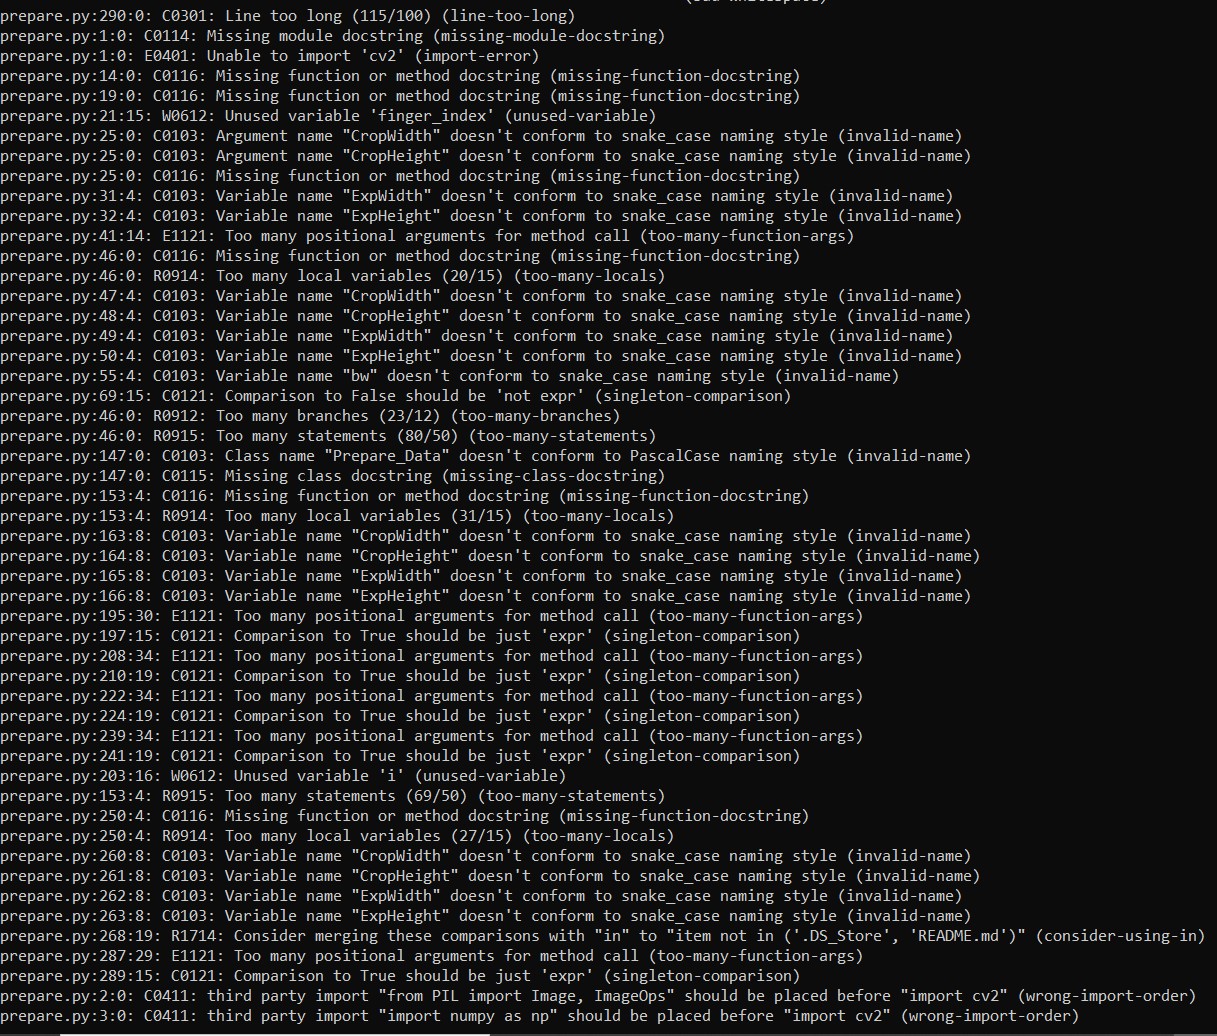 prepare.py:290:0: C0301: Line too long (115/100) (line-too-long)
prepare.py:1:0: C0114: Missing module docstring (missing-module-docstring)
prepare.py:1:0: E0401: Unable to import 'cv2' (import-error)
prepare.py:14:0: C0116: Missing function or method docstring (missing-function-docstring)
prepare.py:19:0: C0116: Missing function or method docstring (missing-function-docstring)
prepare.py:21:15: W0612: Unused variable 'finger_index' (unused-variable)
prepare.py:25:0: C0103: Argument name "CropWidth" doesn't conform to snake_case naming style (invalid-name)
prepare.py:25:0: C0103: Argument name "CropHeight" doesn't conform to snake_case naming style (invalid-name)
prepare.py:25:0: C0116: Missing function or method docstring (missing-function-docstring)
prepare.py:31:4: C0103: Variable name "ExpWidth" doesn't conform to snake_case naming style (invalid-name)
prepare.py:32:4: C0103: Variable name "ExpHeight" doesn't conform to snake_case naming style (invalid-name)
prepare.py:41:14: E1121: Too many positional arguments for method call (too-many-function-args)
prepare.py:46:0: C0116: Missing function or method docstring (missing-function-docstring)
prepare.py:46:0: R0914: Too many local variables (20/15) (too-many-locals)
prepare.py:47:4: C0103: Variable name "CropWidth" doesn't conform to snake_case naming style (invalid-name)
prepare.py:48:4: C0103: Variable name "CropHeight" doesn't conform to snake_case naming style (invalid-name)
prepare.py:49:4: C0103: Variable name "ExpWidth" doesn't conform to snake_case naming style (invalid-name)
prepare.py:50:4: C0103: Variable name "ExpHeight" doesn't conform to snake_case naming style (invalid-name)
prepare.py:55:4: C0103: Variable name "bw" doesn't conform to snake_case naming style (invalid-name)
prepare.py:69:15: C0121: Comparison to False should be 'not expr' (singleton-comparison)
prepare.py:46:0: R0912: Too many branches (23/12) (too-many-branches)
prepare.py:46:0: R0915: Too many statements (80/50) (too-many-statements)
prepare.py:147:0: C0103: Class name "Prepare_Data" doesn't conform to PascalCase naming style (invalid-name)
prepare.py:147:0: C0115: Missing class docstring (missing-class-docstring)
prepare.py:153:4: C0116: Missing function or method docstring (missing-function-docstring)
prepare.py:153:4: R0914: Too many local variables (31/15) (too-many-locals)
prepare.py:163:8: C0103: Variable name "CropWidth" doesn't conform to snake_case naming style (invalid-name)
prepare.py:164:8: C0103: Variable name "CropHeight" doesn't conform to snake_case naming style (invalid-name)
prepare.py:165:8: C0103: Variable name "ExpWidth" doesn't conform to snake_case naming style (invalid-name)
prepare.py:166:8: C0103: Variable name "ExpHeight" doesn't conform to snake_case naming style (invalid-name)
prepare.py:195:30: E1121: Too many positional arguments for method call (too-many-function-args)
prepare.py:197:15: C0121: Comparison to True should be just 'expr' (singleton-comparison)
prepare.py:208:34: E1121: Too many positional arguments for method call (too-many-function-args)
prepare.py:210:19: C0121: Comparison to True should be just 'expr' (singleton-comparison)
prepare.py:222:34: E1121: Too many positional arguments for method call (too-many-function-args)
prepare.py:224:19: C0121: Comparison to True should be just 'expr' (singleton-comparison)
prepare.py:239:34: E1121: Too many positional arguments for method call (too-many-function-args)
prepare.py:241:19: C0121: Comparison to True should be just 'expr' (singleton-comparison)
prepare.py:203:16: W0612: Unused variable 'i' (unused-variable)
prepare.py:153:4: R0915: Too many statements (69/50) (too-many-statements)
prepare.py:250:4: C0116: Missing function or method docstring (missing-function-docstring)
prepare.py:250:4: R0914: Too many local variables (27/15) (too-many-locals)
prepare.py:260:8: C0103: Variable name "CropWidth" doesn't conform to snake_case naming style (invalid-name)
prepare.py:261:8: C0103: Variable name "CropHeight" doesn't conform to snake_case naming style (invalid-name)
prepare.py:262:8: C0103: Variable name "ExpWidth" doesn't conform to snake_case naming style (invalid-name)
prepare.py:263:8: C0103: Variable name "ExpHeight" doesn't conform to snake_case naming style (invalid-name)
prepare.py:268:19: R1714: Consider merging these comparisons with "in" to "item not in ('.DS_Store', 'README.md')" (consider-using-in)
prepare.py:287:29: E1121: Too many positional arguments for method call (too-many-function-args)
prepare.py:289:15: C0121: Comparison to True should be just 'expr' (singleton-comparison)
prepare.py:2:0: C0411: third party import "from PIL import Image, ImageOps" should be placed before "import cv2" (wrong-import-order)
prepare.py:3:0: C0411: third party import "import numpy as np" should be placed before "import cv2" (wrong-import-order)